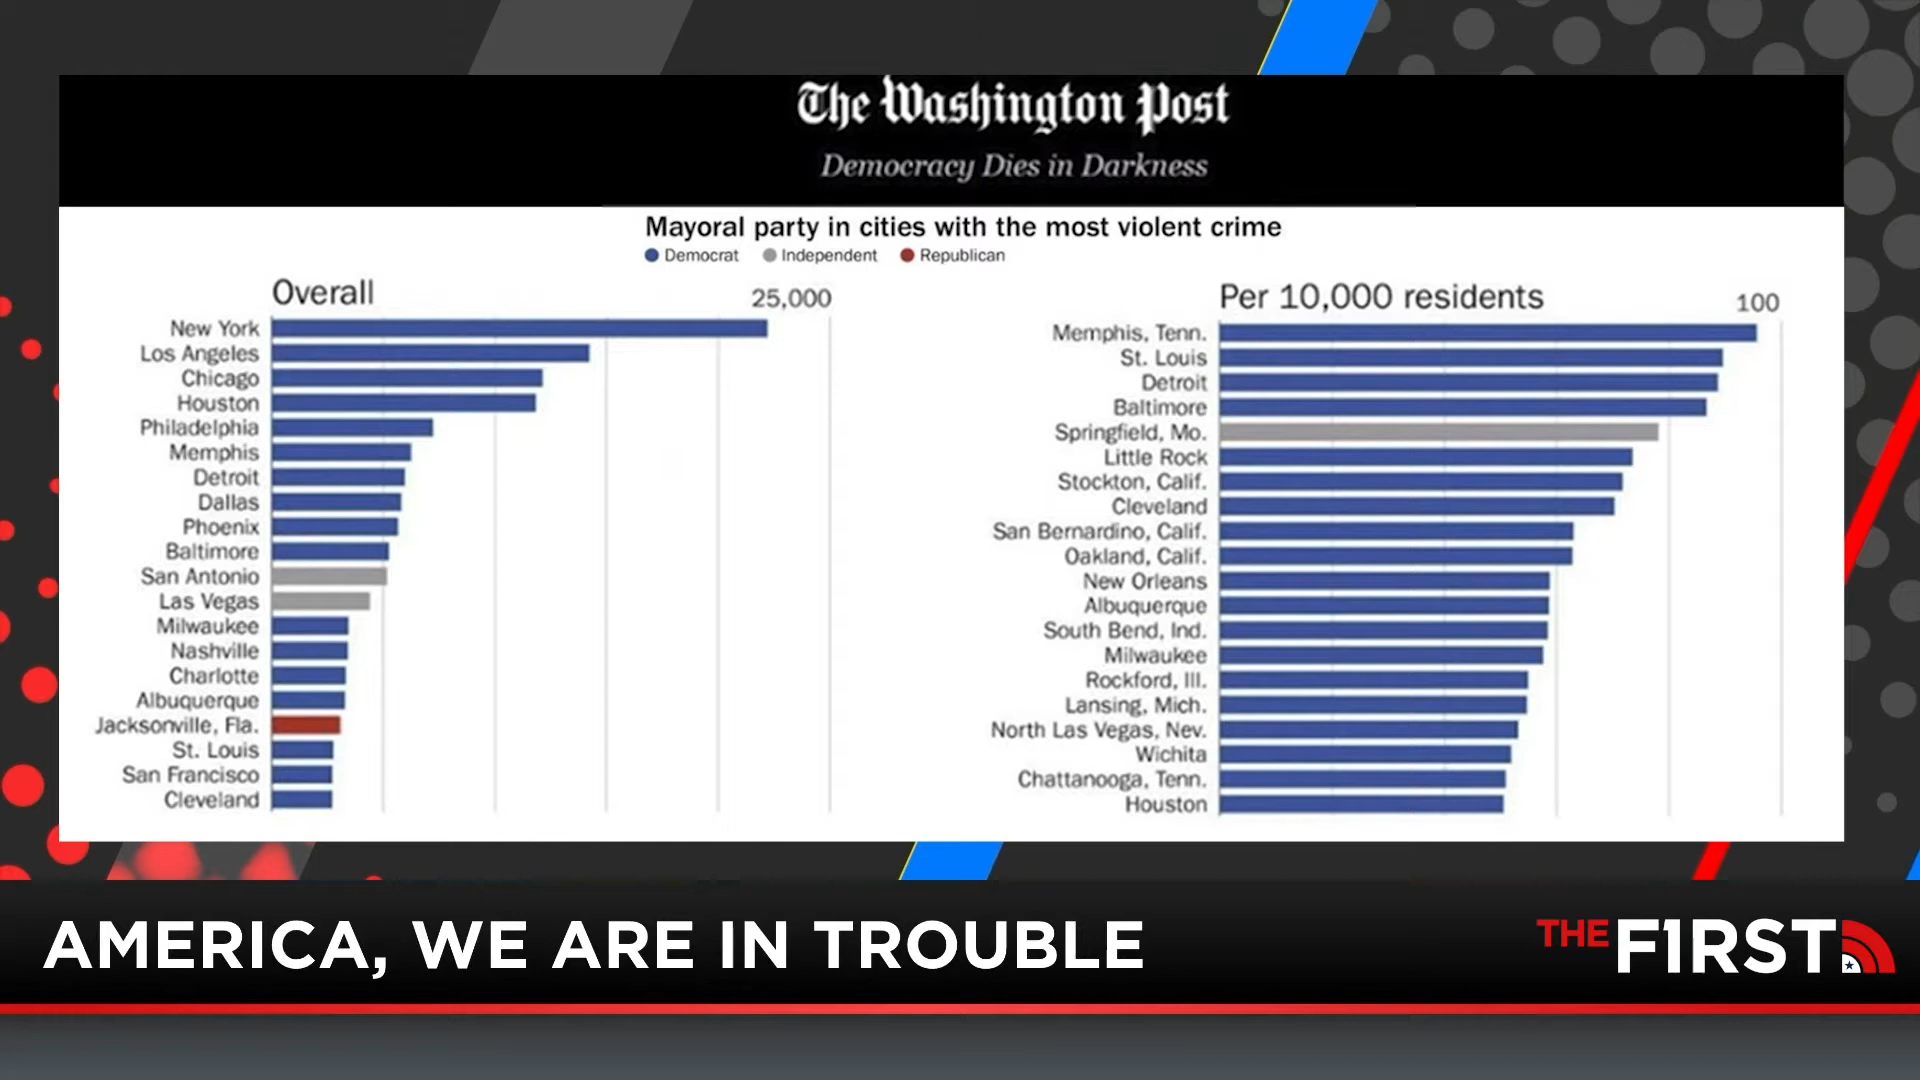 The Washington Post
Democracy Dies in Darkness
Mayoral party in cities with the most violent crime
Democrat Independent Republican
Overall 25,000
New York
Los Angeles
Chicago
Houston
Philadelphia
Memphis
Detroit
Dallas
Phoenix
Baltimore
San Antonio
Las Vegas
Milwaukee
Nashville
Charlotte
Albuquerque
Jacksonville, Fla.
St. Louis
San Francisco
Cleveland
Per 10,000 residents 100
Memphis, Tenn.
St. Louis
Detroit
Baltimore
Springfield, Mo.
Little Rock
Stockton, Calif.
Cleveland
San Bernardino, Calif.
Oakland, Calif.
New Orleans
Albuquerque
South Bend, Ind.
Milwaukee
Rockford, Ill.
Lansing, Mich.
North Las Vegas, Nev.
Wichita
Chattanooga, Tenn.
Houston
AMERICA, WE ARE IN TROUBLE
THE F1RST